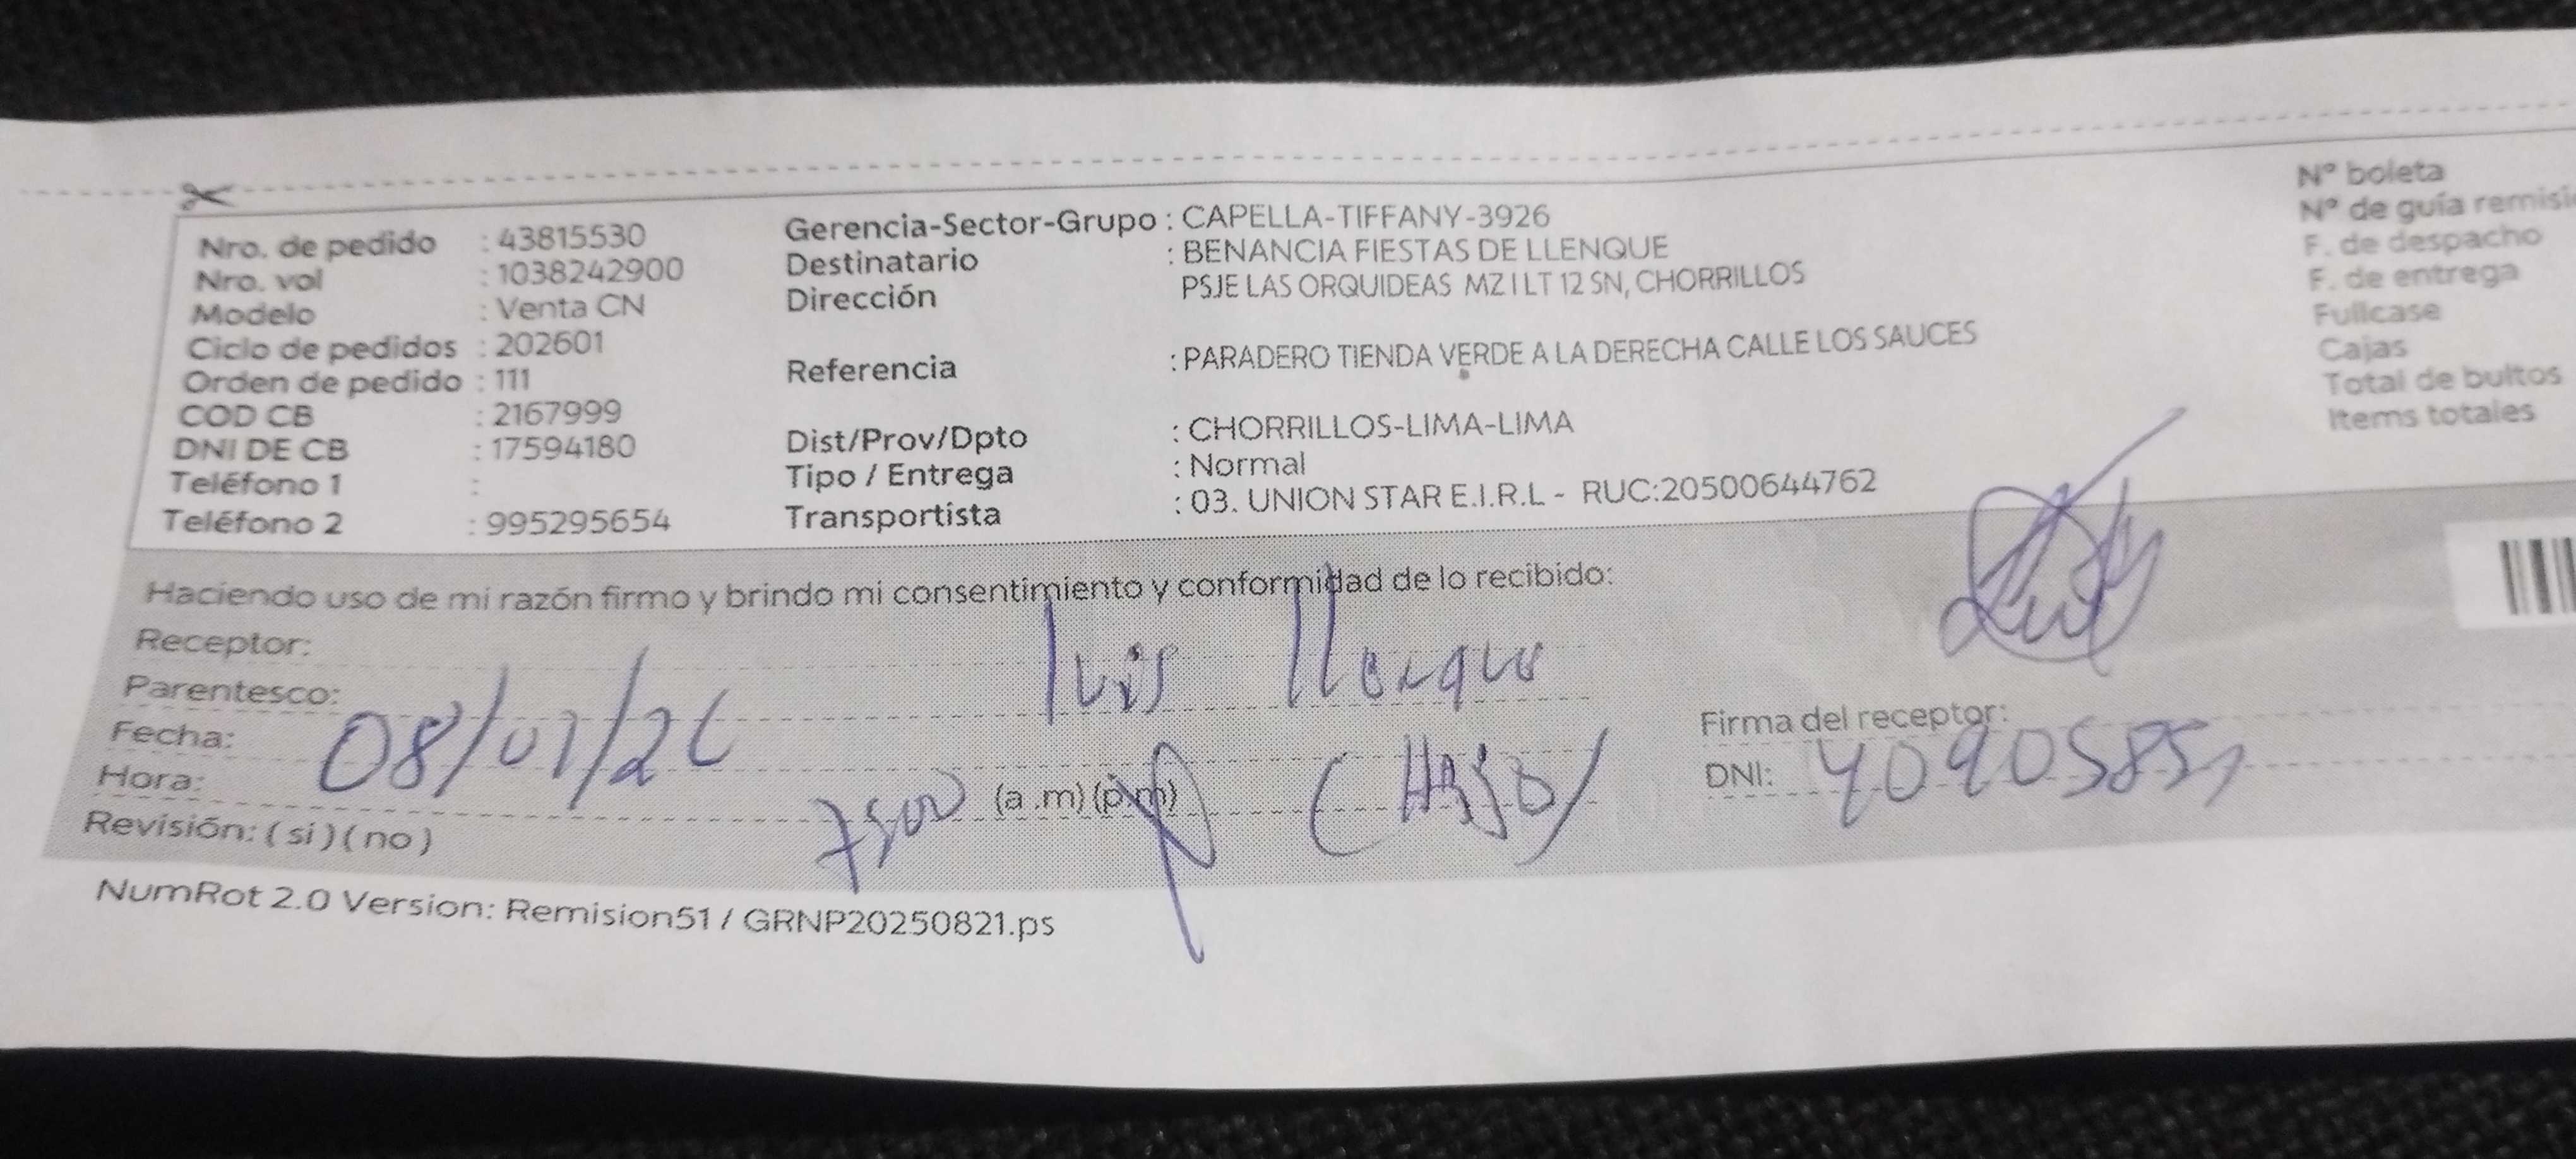 Nro. de pedido : 43815530
Nro. vol : 1038242900
Modelo : Venta CN
Ciclo de pedidos : 202601
Orden de pedido : 111
COD CB : 2167999
DNI DE CB : 17594180
Teléfono 1 :
Teléfono 2 : 995295654
Gerencia-Sector-Grupo : CAPELLA-TIFFANY-3926
Destinatario : BENANCIA FIESTAS DE LLENQUE
Dirección PSJE LAS ORQUIDEAS MZ I LT 12 SN, CHORRILLOS
Referencia : PARADERO TIENDA VERDE A LA DERECHA CALLE LOS SAUCES
Dist/Prov/Dpto : CHORRILLOS-LIMA-LIMA
Tipo / Entrega : Normal
Transportista : 03. UNION STAR E.I.R.L - RUC:20500644762
N° boleta
N° de guía
F. de despacho
F. de entrega
Fullcase
Cajas
Total de bultos
Items totales
Haciendo uso de mi razón firmo y brindo mi consentimiento y conformidad de lo recibido:
Receptor: luis llenque
Parentesco: (Hijo)
Fecha: 08/01/26
Hora: (a .m) (p.m)
Revisión: ( si ) ( no )
Firma del receptor:
DNI:
NumRot 2.0 Version: Remision51 / GRNP20250821.ps